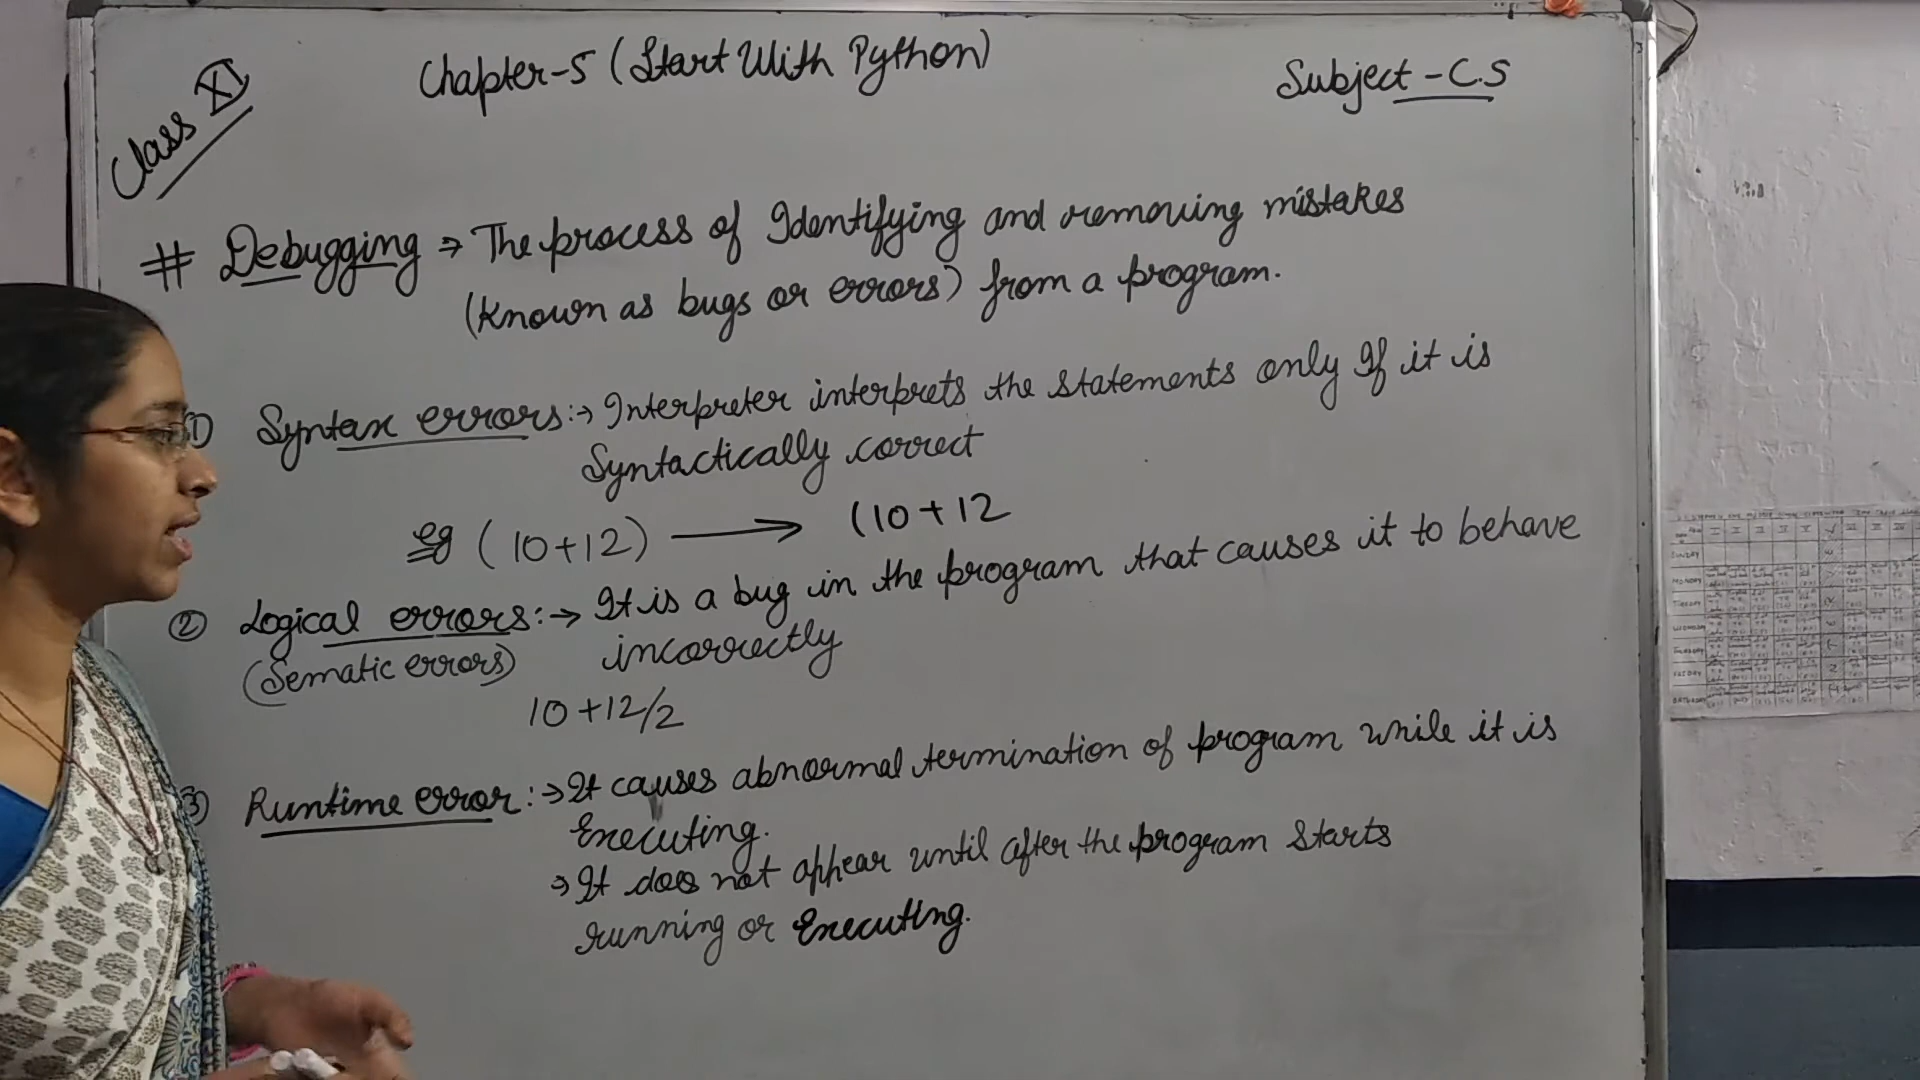 Class XI
Chapter-5 (Start With Python)
Subject - C.S
# Debugging ⇒ The process of Identifying and removing mistakes
(Known as bugs or errors) from a program.
1) Syntax errors:→ Interpreter interprets the statements only If it is
Syntactically correct
eg (10+12) ⟶ (10+12
② Logical errors:→ It is a bug in the program that causes it to behave
(Sematic errors) incorrectly
10+12/2
3) Runtime error:→ It causes abnormal termination of program while it is
Executing.
⇒ It does not appear until after the program Starts
running or Executing.